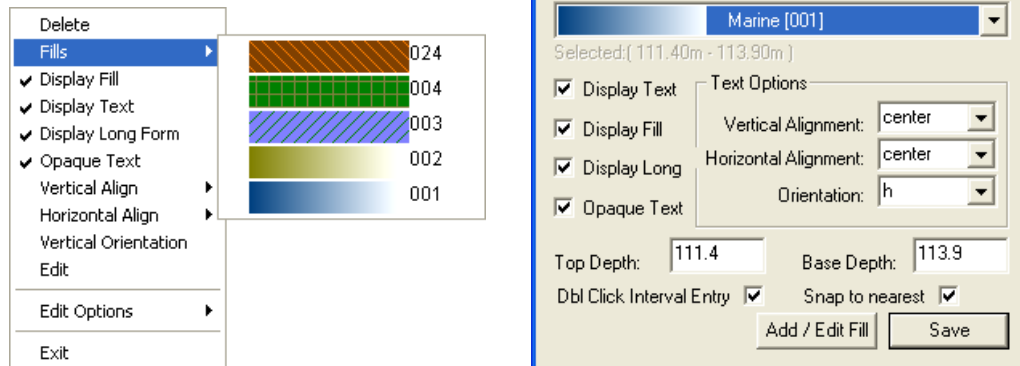 Delete
Fills
Display Fill
Display Text
Display Long Form
Opaque Text
Vertical Align
Horizontal Align
Vertical Orientation
Edit
Edit Options
Exit
024
004
003
002
001
Marine [001]
Selected:( 111.40m - 113.90m )
Display Text
Display Fill
Display Long
Opaque Text
Text Options
Vertical Alignment: center
Horizontal Alignment: center
Orientation: h
Top Depth: 111.4 Base Depth: 113.9
Dbl Click Interval Entry Snap to nearest
Add / Edit Fill Save